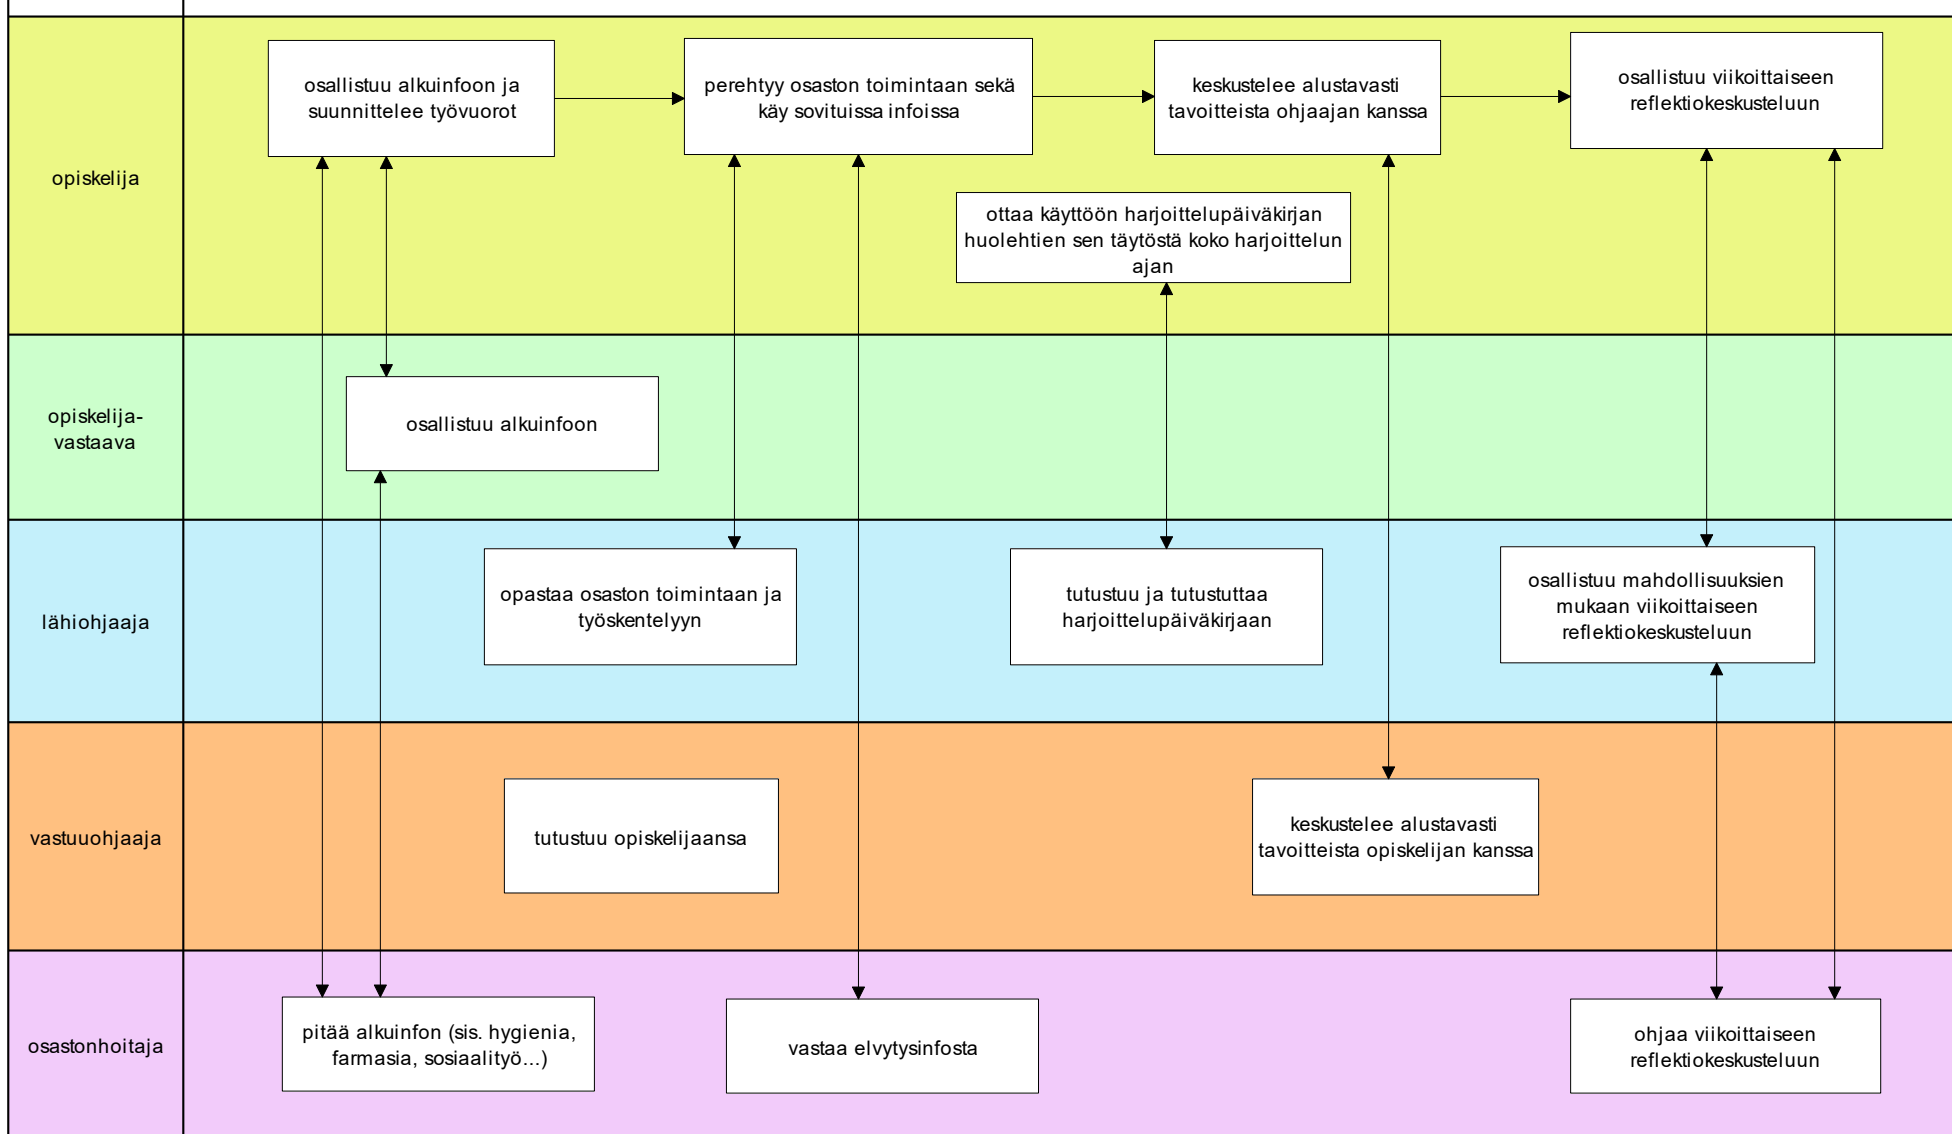 opiskelija
osallistuu alkuinfoon ja
suunnittelee työvuorot
perehtyy osaston toimintaan sekä
käy sovituissa infoissa
keskustelee alustavasti
tavoitteista ohjaajan kanssa
osallistuu viikoittaiseen
reflektiokeskusteluun
ottaa käyttöön harjoittelupäiväkirjan
huolehtien sen täytöstä koko harjoittelun
ajan
opiskelija-
vastaava
osallistuu alkuinfoon
lähiohjaaja
opastaa osaston toimintaan ja
työskentelyyn
tutustuu ja tutustuttaa
harjoittelupäiväkirjaan
osallistuu mahdollisuuksien
mukaan viikoittaiseen
reflektiokeskusteluun
vastuuohjaaja
tutustuu opiskelijaansa
keskustelee alustavasti
tavoitteista opiskelijan kanssa
osastonhoitaja
pitää alkuinfon (sis. hygienia,
farmasia, sosiaalityö...)
vastaa elvytysinfosta
ohjaa viikoittaiseen
reflektiokeskusteluun